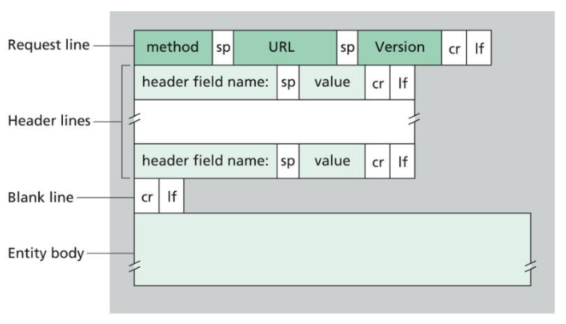 Request line method sp URL sp Version cr lf
header field name: sp value cr lf
Header lines
header field name: sp value cr lf
Blank line cr lf
Entity body